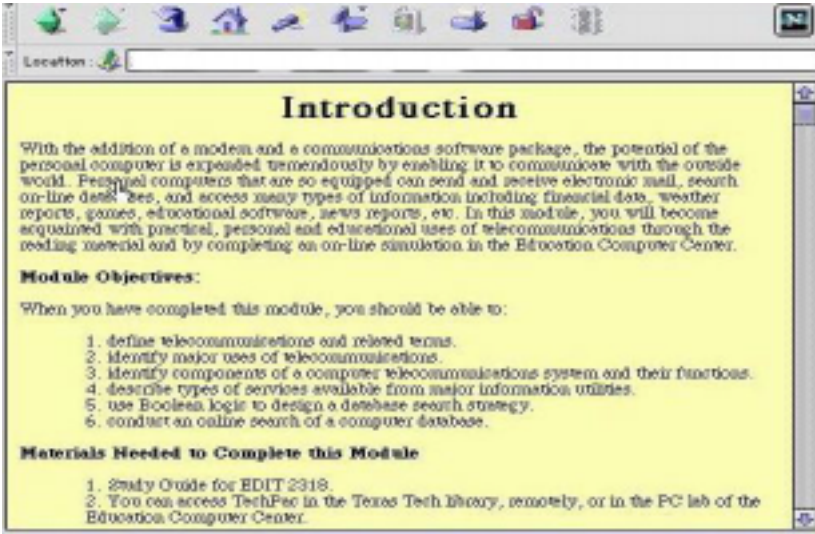 Location :
Introduction
With the addition of a modem and a communications software package, the potential of the
personal computer is expanded tremendously by enabling it to communicate with the outside
world. Personal computers that are so equipped can send and receive electronic mail, search
on-line data ses, and access many types of information including financial data, weather
reports, games, educational software, news reports, etc. In this module, you will become
acquainted with practical, personal and educational uses of telecommunications through the
reading material and by completing an on-line simulation in the Education Computer Center.
Module Objectives:
When you have completed this module, you should be able to:
1. define telecommunications and related terms.
2. identify major uses of telecommunications.
3. identify components of a computer telecommunications system and their functions.
4. describe types of services available from major information utilities.
5. use Boolean logic to design a database search strategy.
6. conduct an online search of a computer database.
Materials Needed to Complete this Module
1. Study Guide for EDIT 2318.
2. You can access TechPac in the Texas Tech library, remotely, or in the PC lab of the
Education Computer Center.